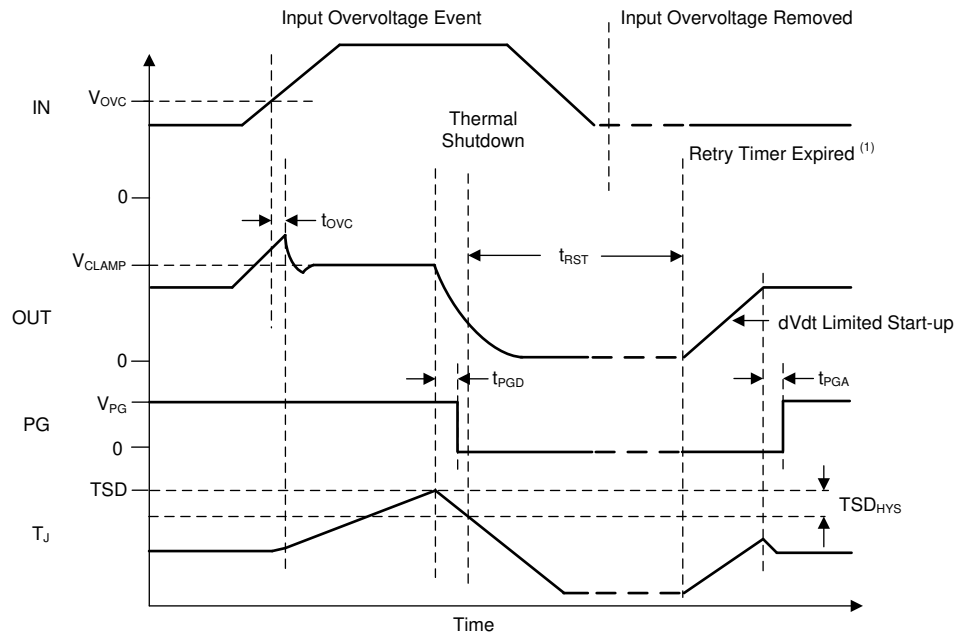 Input Overvoltage Event
Input Overvoltage Removed
IN
VOVC
Thermal
Shutdown
Retry Timer Expired (1)
0
tOVC
VCLAMP
tRST
OUT
dVdt Limited Start-up
0
tPGD
tPGA
VPG
PG
0
TSD
TSDHYS
TJ
Time